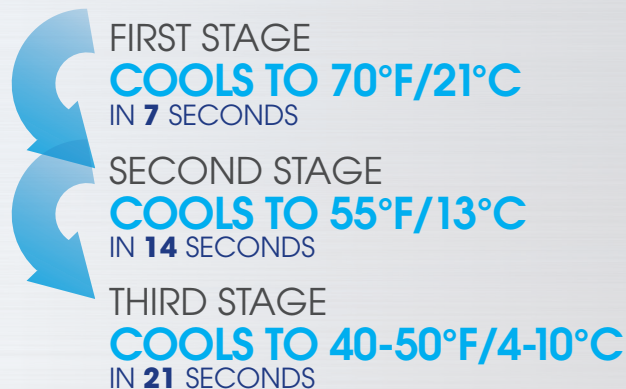 FIRST STAGE
COOLS TO 70°F/21°C
IN 7 SECONDS
SECOND STAGE
COOLS TO 55°F/13°C
IN 14 SECONDS
THIRD STAGE
COOLS TO 40-50°F/4-10°C
IN 21 SECONDS